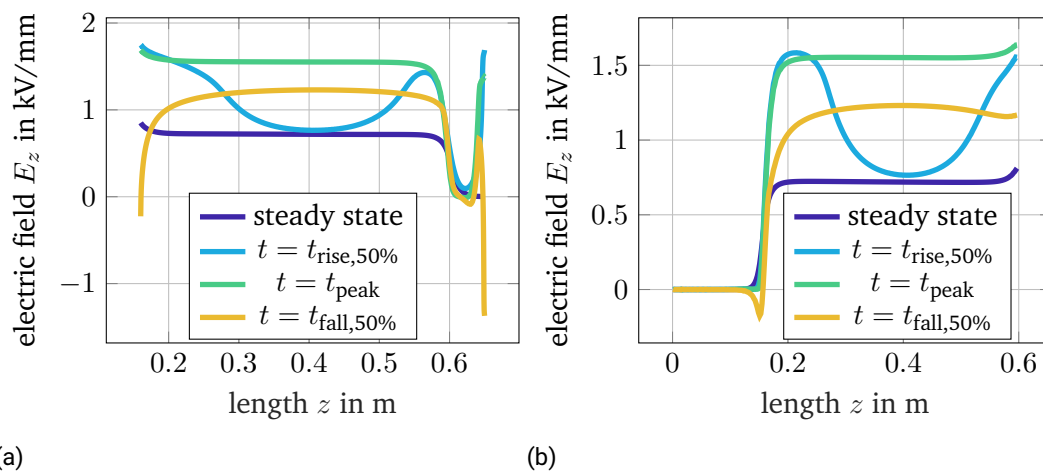 electric field E_z in kV/mm
2
1
0
−1
steady state
t = t_rise,50%
t = t_peak
t = t_fall,50%
0.2 0.3 0.4 0.5 0.6
length z in m
(a)
electric field E_z in kV/mm
1.5
1
0.5
0
steady state
t = t_rise,50%
t = t_peak
t = t_fall,50%
0 0.2 0.4 0.6
length z in m
(b)